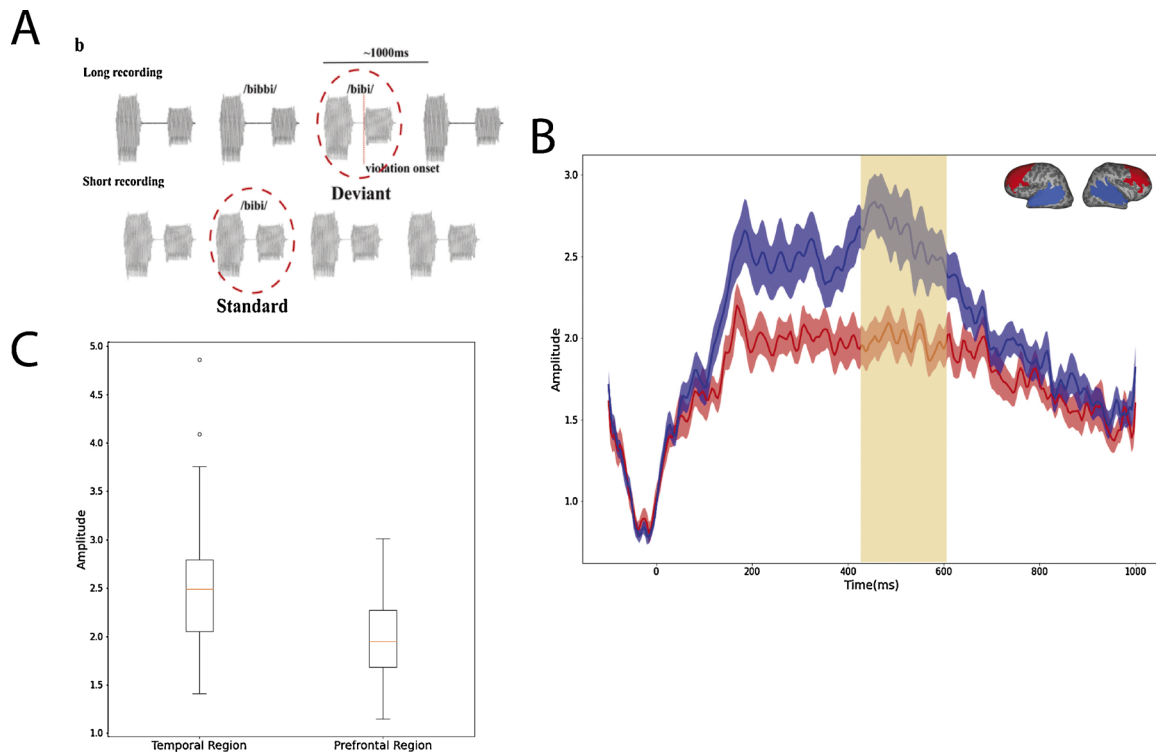 A
b
~1000ms
Long recording
/bibbi/
/bibi/
violation onset
Deviant
Short recording
/bibi/
Standard
B
3.0
2.5
2.0
1.5
1.0
Amplitude
0
200
400
600
800
1000
Time(ms)
C
5.0
4.5
4.0
3.5
3.0
2.5
2.0
1.5
1.0
Amplitude
Temporal Region
Prefrontal Region